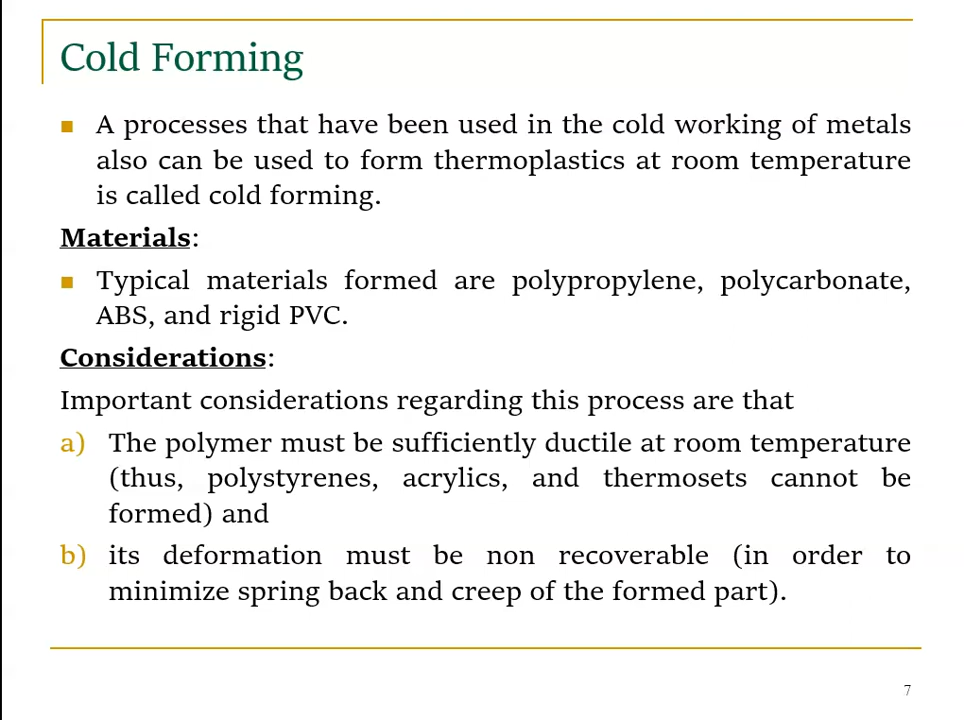 Cold Forming
A processes that have been used in the cold working of metals
also can be used to form thermoplastics at room temperature
is called cold forming.
Materials:
Typical materials formed are polypropylene, polycarbonate,
ABS, and rigid PVC.
Considerations:
Important considerations regarding this process are that
a) The polymer must be sufficiently ductile at room temperature
(thus, polystyrenes, acrylics, and thermosets cannot be
formed) and
b) its deformation must be non recoverable (in order to
minimize spring back and creep of the formed part).
7